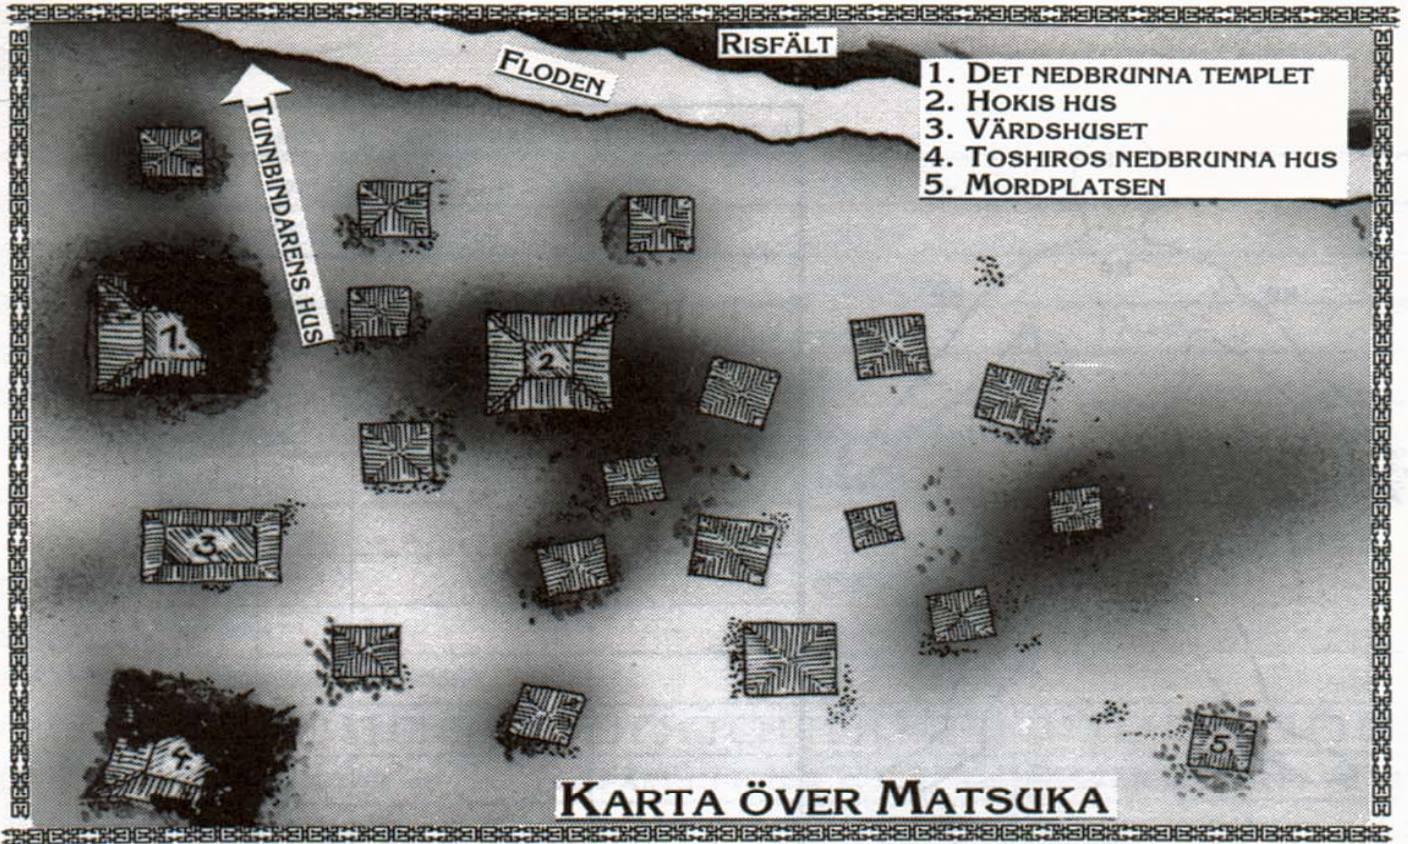 RISFÄLT
FLODEN
1. DET NEDBRUNNA TEMPLET
2. HOKIS HUS
3. VÄRDSHUSET
4. TOSHIROS NEDBRUNNA HUS
5. MORDPLATSEN
TUNNBINDARENS HUS
1.
2
3.
4.
5.
KARTA ÖVER MATSUKA